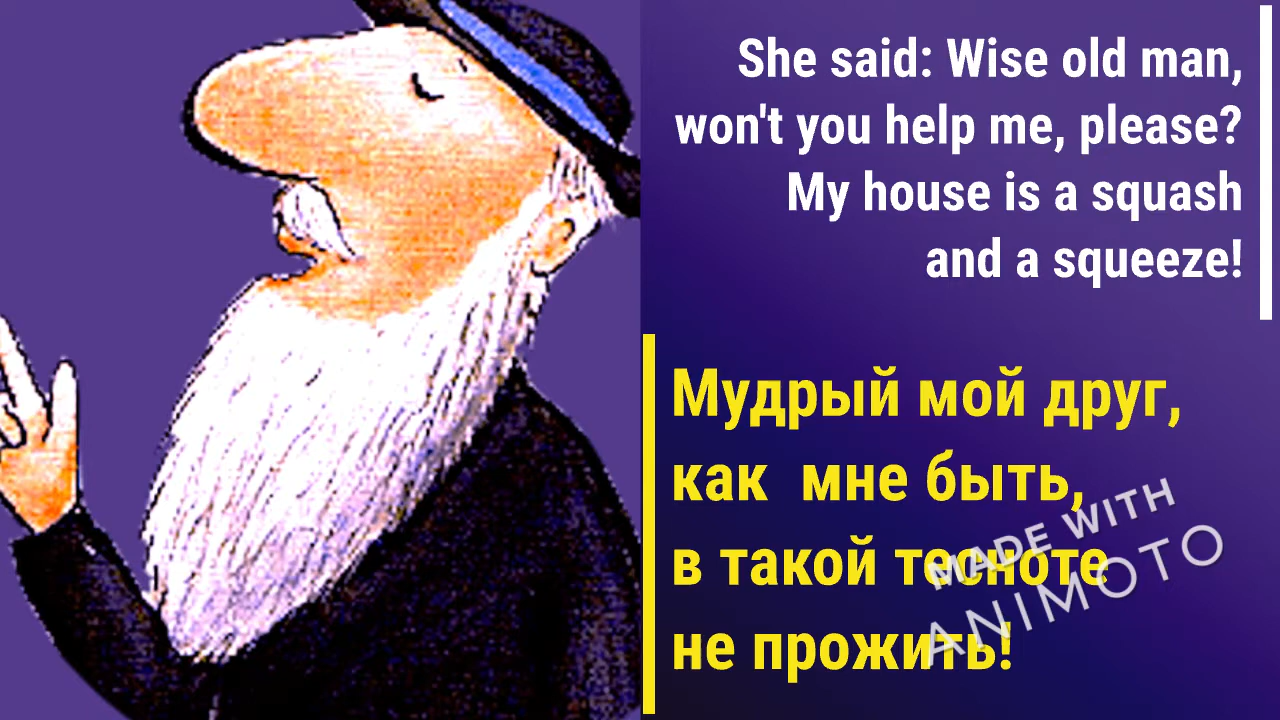 She said: Wise old man,
won't you help me, please?
My house is a squash
and a squeeze!
Мудрый мой друг,
как мне быть,
в такой тесноте
не прожить!
MADE WITH
ANIMOTO